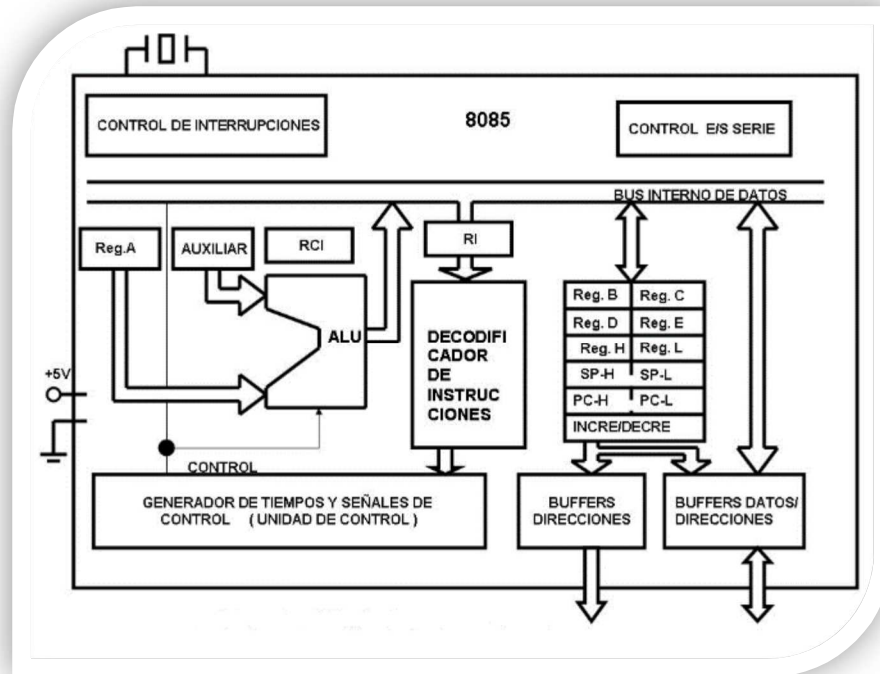 8085
CONTROL DE INTERRUPCIONES
CONTROL E/S SERIE
BUS INTERNO DE DATOS
Reg.A
AUXILIAR
RCI
RI
ALU
DECODIFI
CADOR
DE
INSTRUC
CIONES
Reg. B Reg. C
Reg. D Reg. E
Reg. H Reg. L
SP-H SP-L
PC-H PC-L
INCRE/DECRE
+5V
CONTROL
GENERADOR DE TIEMPOS Y SEÑALES DE
CONTROL ( UNIDAD DE CONTROL )
BUFFERS
DIRECCIONES
BUFFERS DATOS/
DIRECCIONES